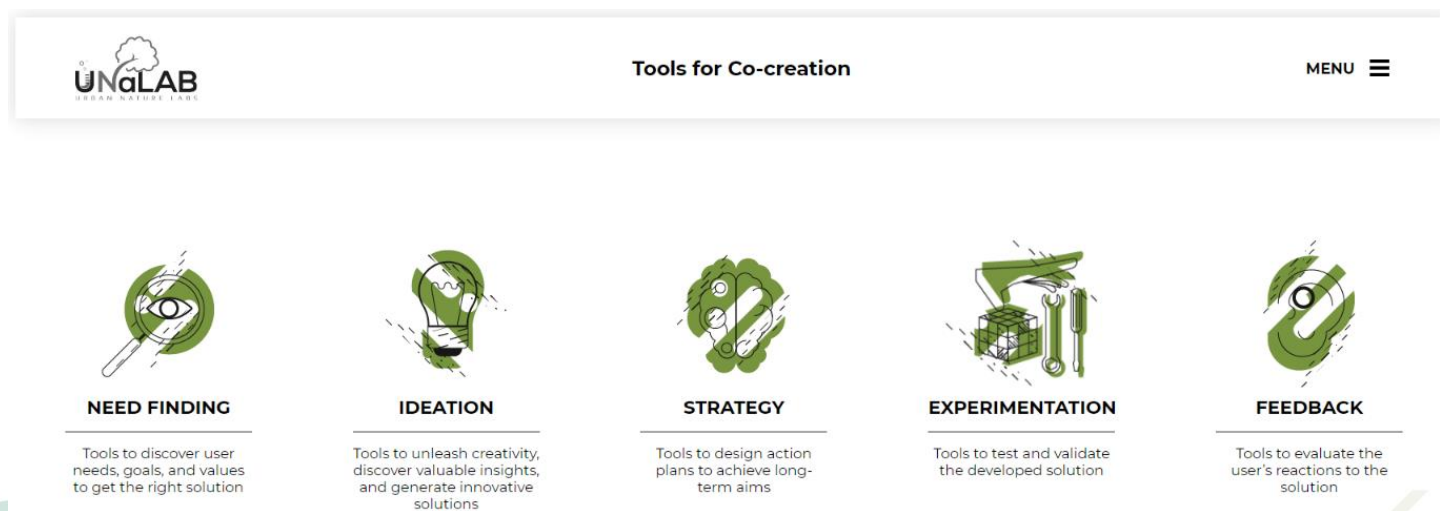 UNaLAB
URBAN NATURE LABS
Tools for Co-creation
MENU
NEED FINDING
Tools to discover user
needs, goals, and values
to get the right solution
IDEATION
Tools to unleash creativity,
discover valuable insights,
and generate innovative
solutions
STRATEGY
Tools to design action
plans to achieve long-
term aims
EXPERIMENTATION
Tools to test and validate
the developed solution
FEEDBACK
Tools to evaluate the
user's reactions to the
solution